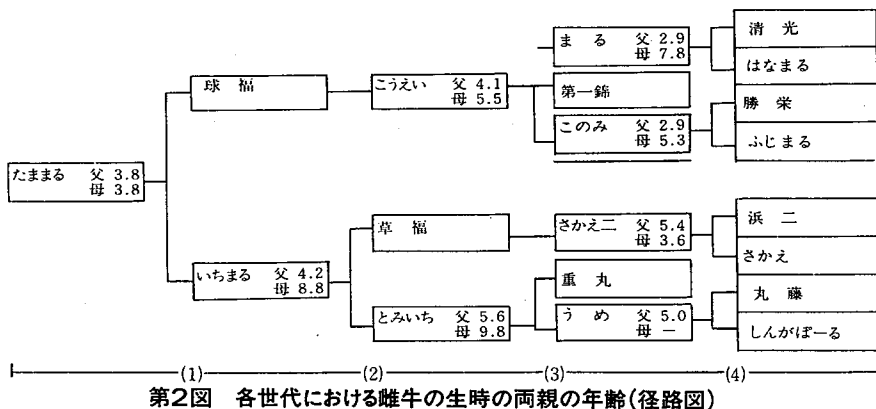 たままる 父 3.8
母 3.8
球 福
いちまる 父 4.2
母 8.8
こうえい 父 4.1
母 5.5
草 福
とみいち 父 5.6
母 9.8
ま る 父 2.9
母 7.8
第一錦
このみ 父 2.9
母 5.3
さかえ二 父 5.4
母 3.6
重 丸
う め 父 5.0
母 —
清 光
はなまる
勝 栄
ふじまる
浜 二
さかえ
丸 藤
しんがぽーる
(1) (2) (3) (4)
第2図 各世代における雌牛の生時の両親の年齢(径路図)